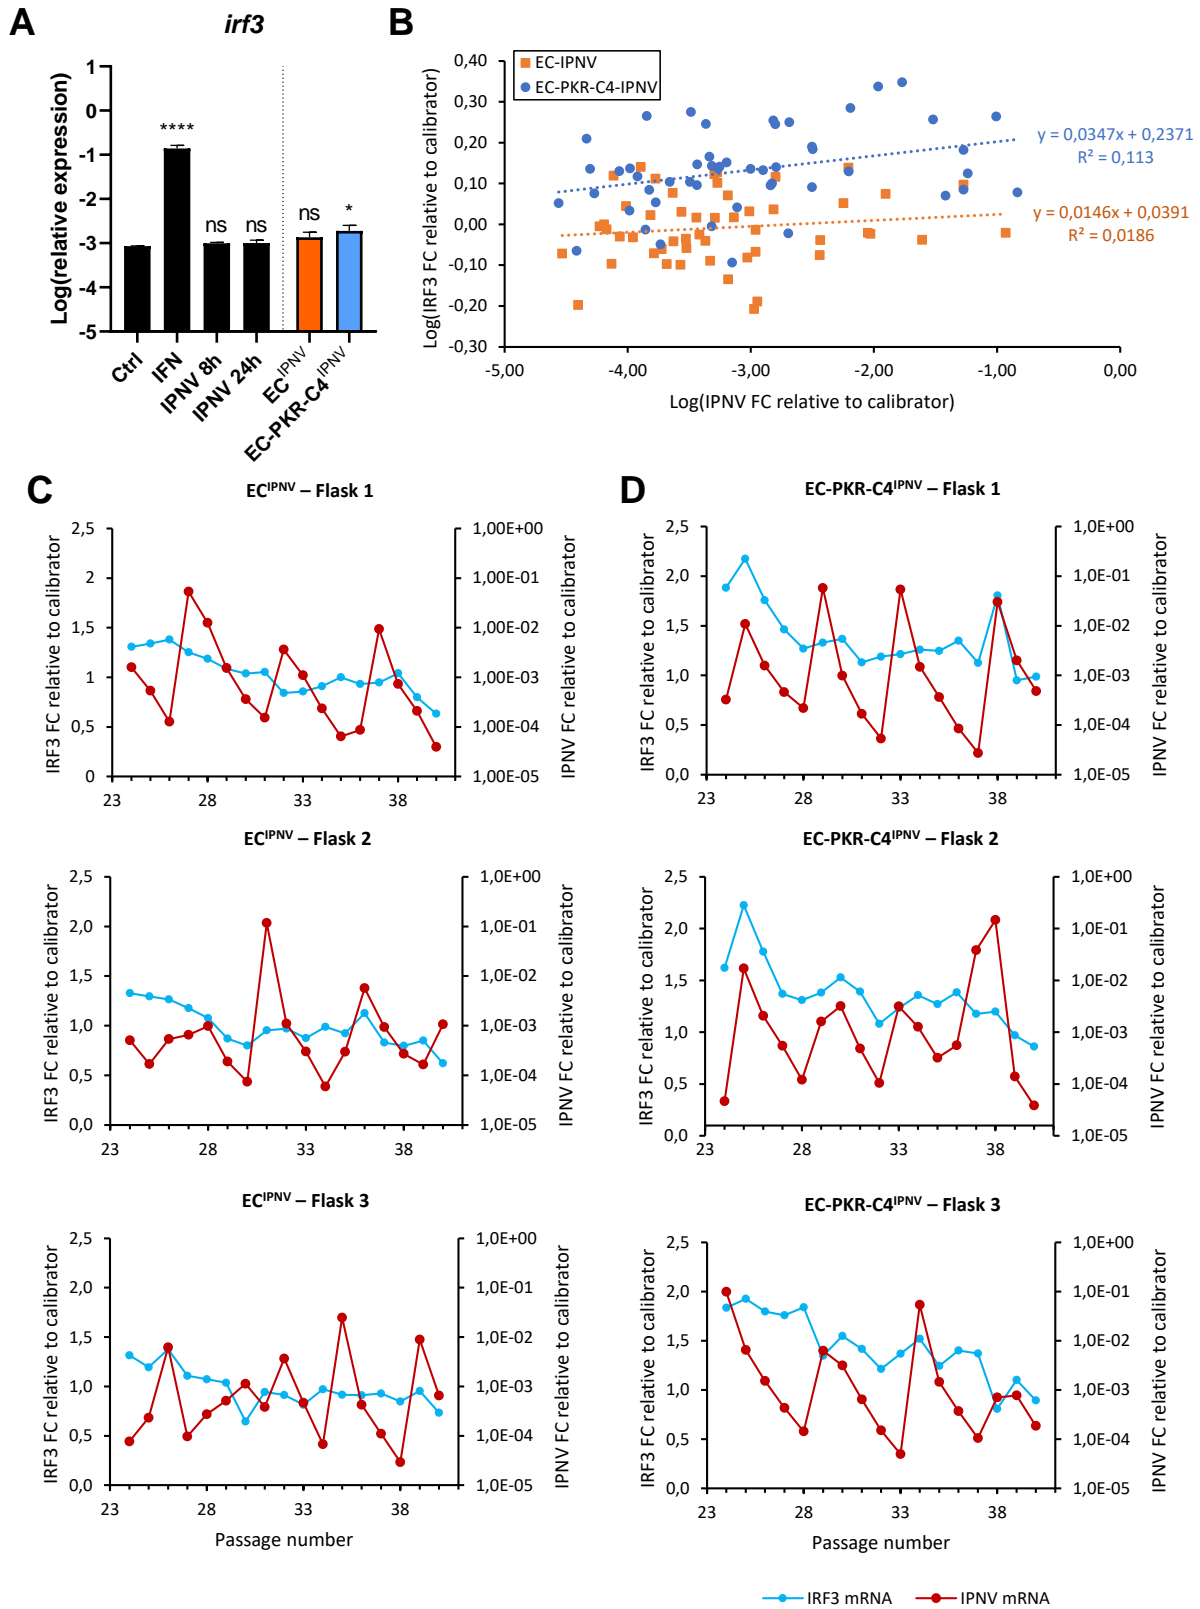 A
irf3
Log(relative expression)
1
0
-1
-2
-3
-4
-5
****
ns
ns
ns
*
Ctrl
IFN
IPNV 8h
IPNV 24h
EC^IPNV
EC-PKR-C4^IPNV
B
EC-IPNV
EC-PKR-C4-IPNV
Log(IRF3 FC relative to calibrator)
0,40
0,30
0,20
0,10
0,00
-0,10
-0,20
-0,30
y = 0,0347x + 0,2371
R² = 0,113
y = 0,0146x + 0,0391
R² = 0,0186
-5,00 -4,00 -3,00 -2,00 -1,00 0,00
Log(IPNV FC relative to calibrator)
C
EC^IPNV – Flask 1
IRF3 FC relative to calibrator
2,5
2
1,5
1
0,5
0
1,00E+00
1,00E-01
1,00E-02
1,00E-03
1,00E-04
1,00E-05
IPNV FC relative to calibrator
23 28 33 38
EC^IPNV – Flask 2
IRF3 FC relative to calibrator
2,5
2,0
1,5
1,0
0,5
0,0
1,0E+00
1,0E-01
1,0E-02
1,0E-03
1,0E-04
1,0E-05
IPNV FC relative to calibrator
23 28 33 38
EC^IPNV – Flask 3
IRF3 FC relative to calibrator
2,5
2,0
1,5
1,0
0,5
0,0
1,0E+00
1,0E-01
1,0E-02
1,0E-03
1,0E-04
1,0E-05
IPNV FC relative to calibrator
23 28 33 38
Passage number
D
EC-PKR-C4^IPNV – Flask 1
IRF3 FC relative to calibrator
2,5
2,0
1,5
1,0
0,5
0,0
1,0E+00
1,0E-01
1,0E-02
1,0E-03
1,0E-04
1,0E-05
IPNV FC relative to calibrator
23 28 33 38
EC-PKR-C4^IPNV – Flask 2
IRF3 FC relative to calibrator
2,5
2,0
1,5
1,0
0,5
0,0
1,0E+00
1,0E-01
1,0E-02
1,0E-03
1,0E-04
1,0E-05
IPNV FC relative to calibrator
23 28 33 38
EC-PKR-C4^IPNV – Flask 3
IRF3 FC relative to calibrator
2,5
2,0
1,5
1,0
0,5
0,0
1,0E+00
1,0E-01
1,0E-02
1,0E-03
1,0E-04
1,0E-05
IPNV FC relative to calibrator
23 28 33 38
Passage number
IRF3 mRNA IPNV mRNA